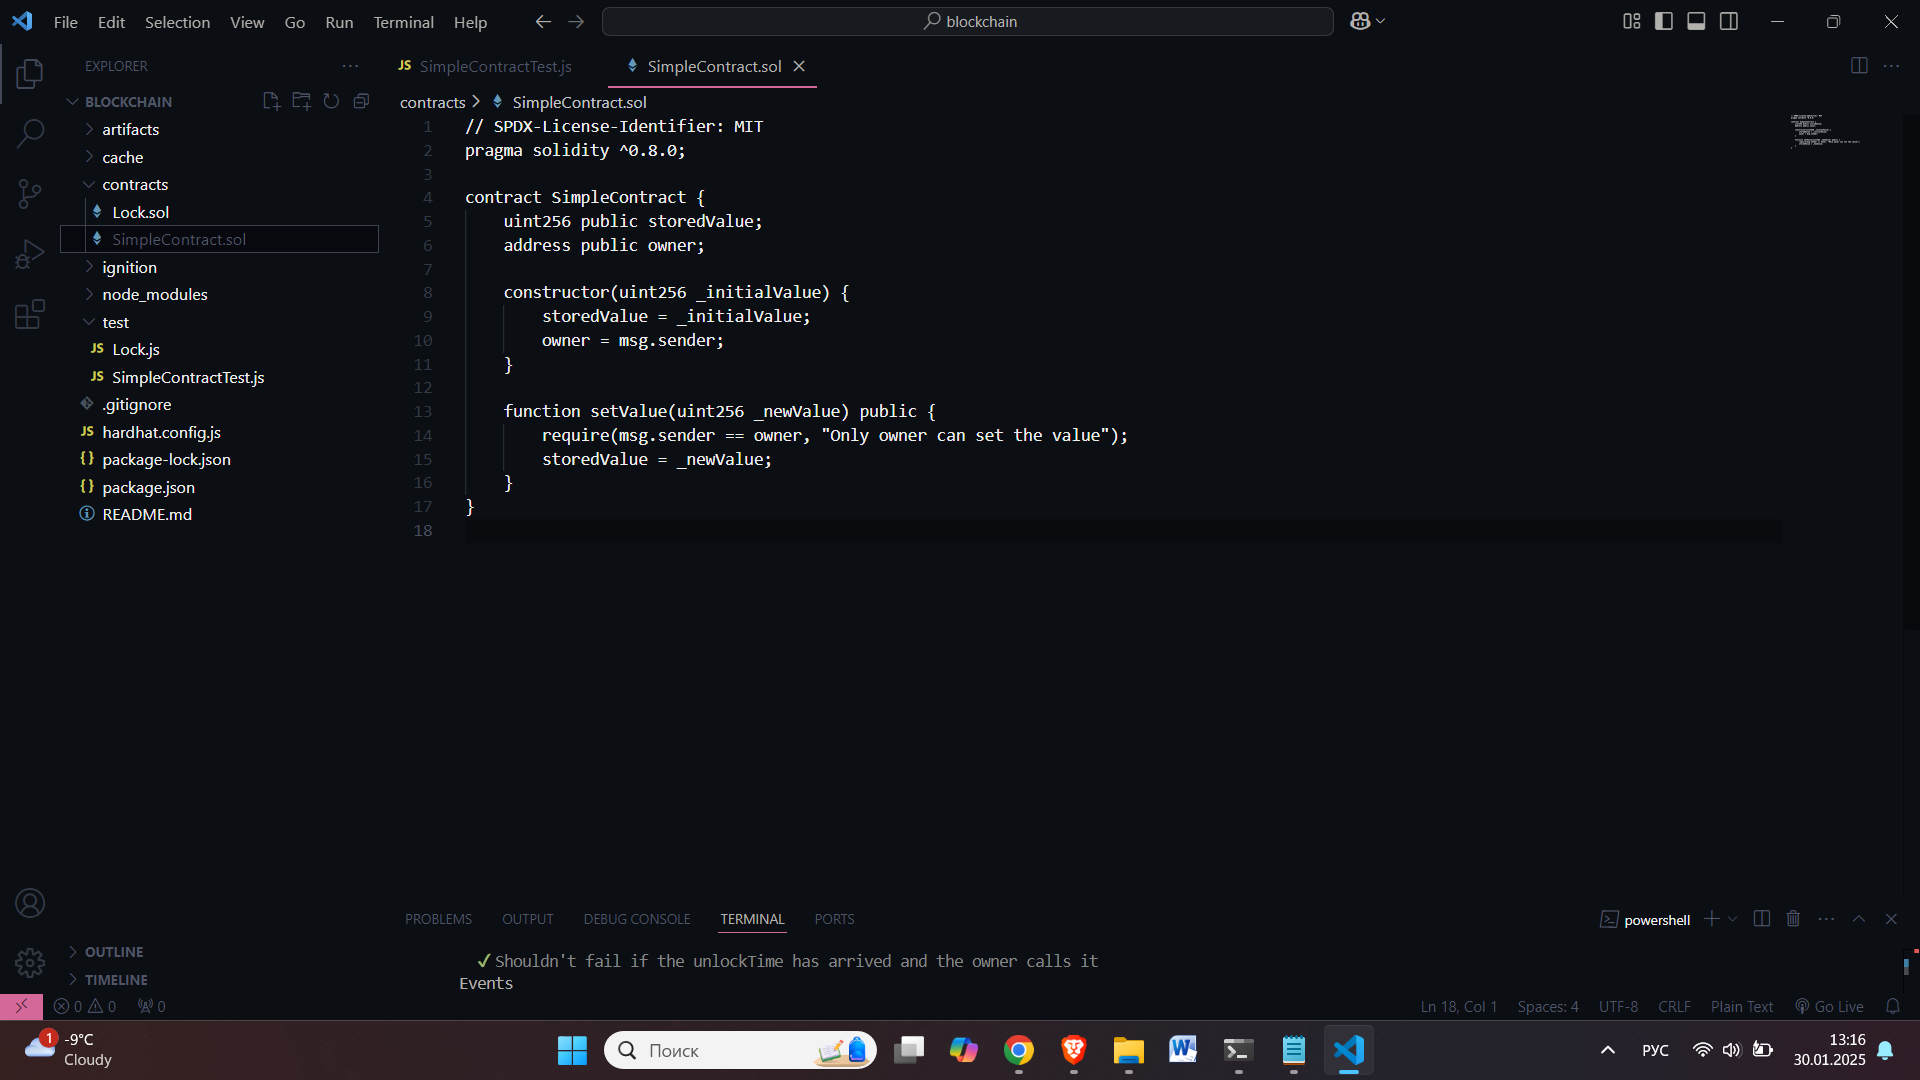 File Edit Selection View Go Run Terminal Help
blockchain
EXPLORER
BLOCKCHAIN
artifacts
cache
contracts
Lock.sol
SimpleContract.sol
ignition
node_modules
test
JS Lock.js
JS SimpleContractTest.js
.gitignore
JS hardhat.config.js
{} package-lock.json
{} package.json
README.md
OUTLINE
TIMELINE
JS SimpleContractTest.js
SimpleContract.sol
contracts > SimpleContract.sol
1 // SPDX-License-Identifier: MIT
2 pragma solidity ^0.8.0;
3
4 contract SimpleContract {
5 uint256 public storedValue;
6 address public owner;
7
8 constructor(uint256 _initialValue) {
9 storedValue = _initialValue;
10 owner = msg.sender;
11 }
12
13 function setValue(uint256 _newValue) public {
14 require(msg.sender == owner, "Only owner can set the value");
15 storedValue = _newValue;
16 }
17 }
18
PROBLEMS OUTPUT DEBUG CONSOLE TERMINAL PORTS
powershell
✓ Shouldn't fail if the unlockTime has arrived and the owner calls it
Events
0 0 0
Ln 18, Col 1 Spaces: 4 UTF-8 CRLF Plain Text Go Live
1
-9°C
Cloudy
Поиск
РУС
13:16
30.01.2025